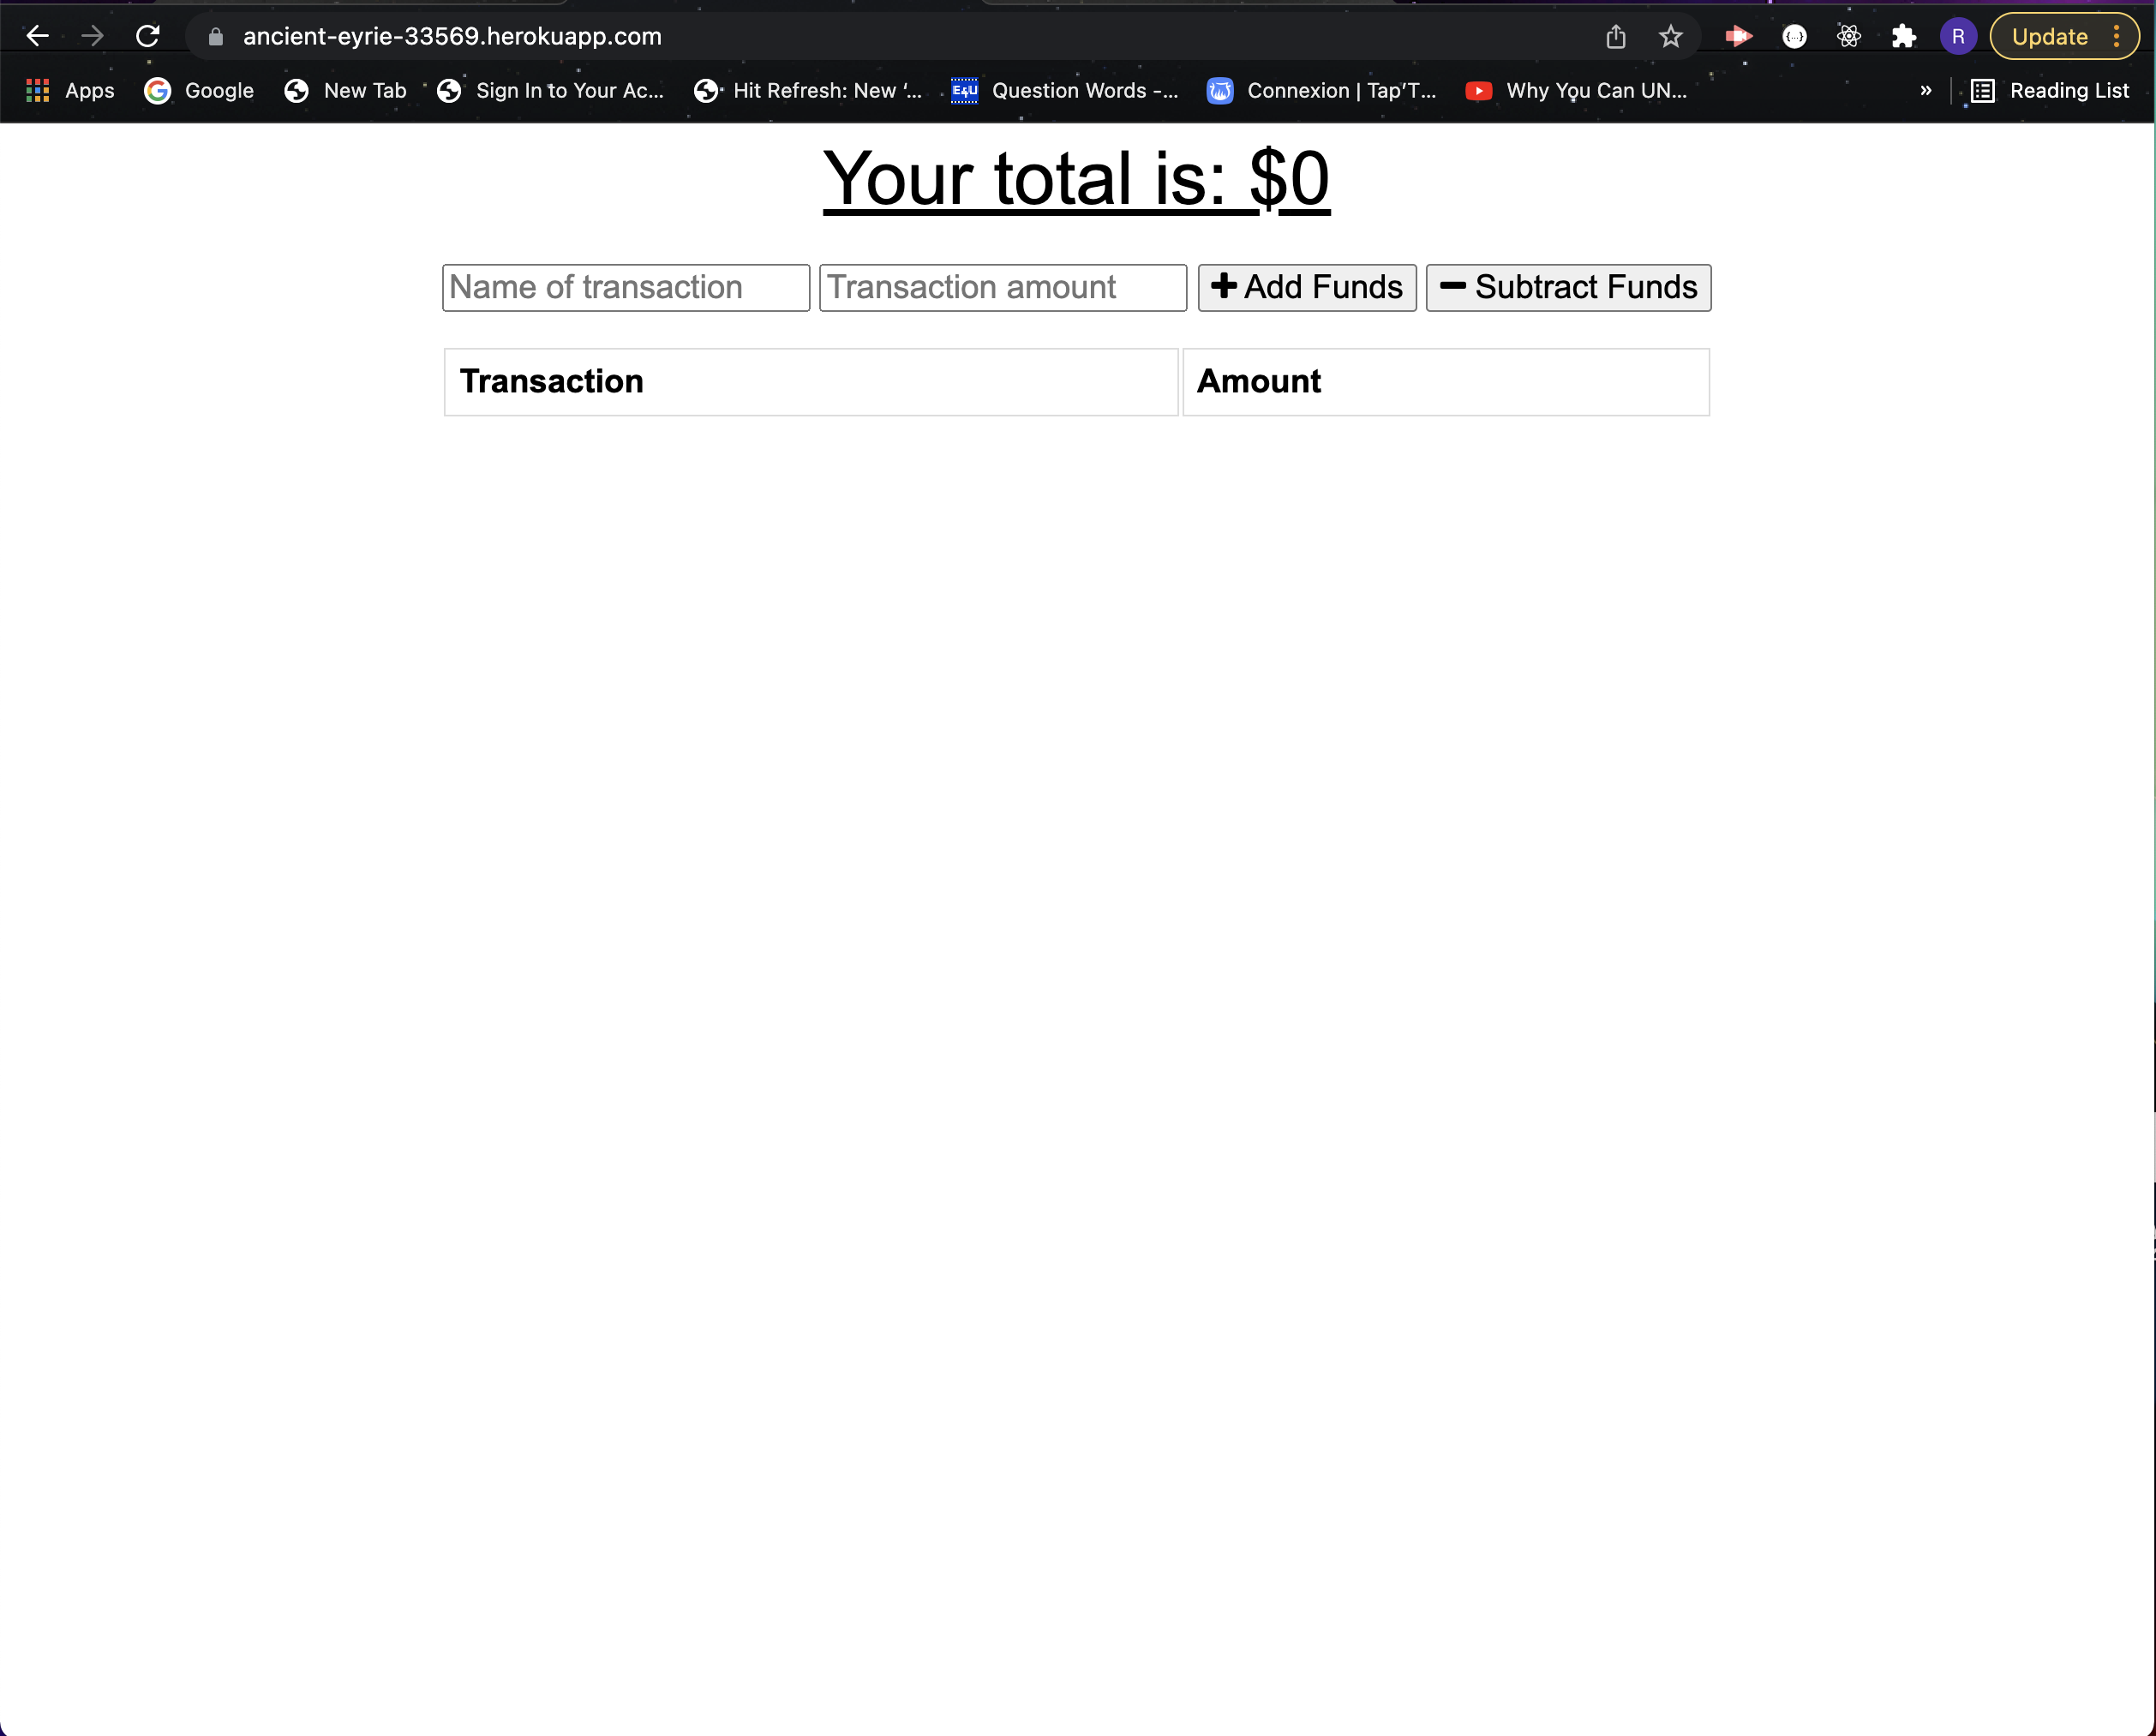 ancient-eyrie-33569.herokuapp.com R Update
Apps Google New Tab Sign In to Your Ac... Hit Refresh: New ‘... E4U Question Words -... Connexion | Tap’T... Why You Can UN... » Reading List
Your total is: $0
Name of transaction Transaction amount Add Funds Subtract Funds
Transaction Amount